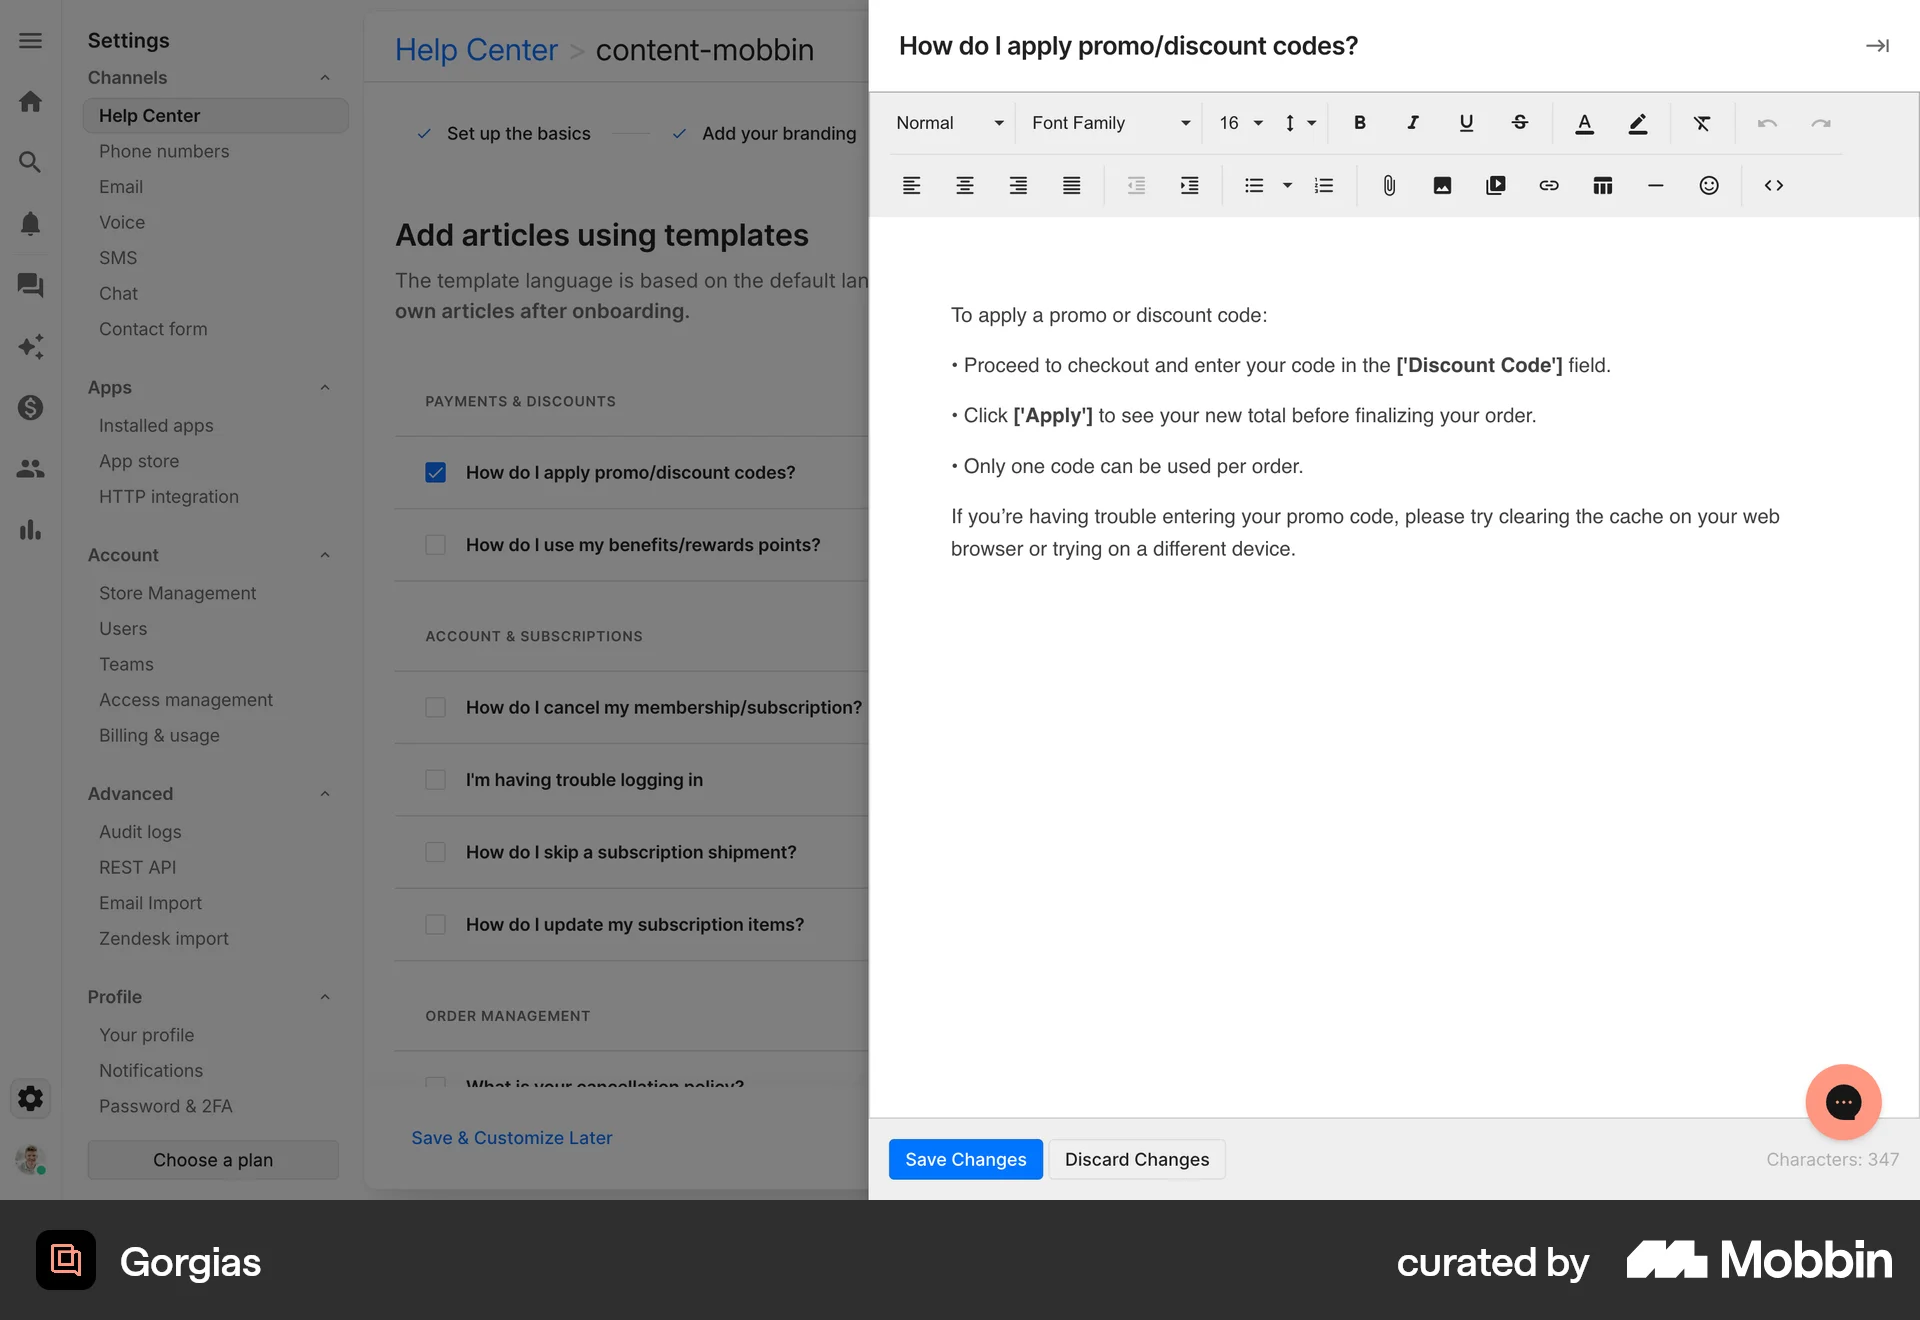 Settings
Channels
Help Center
Phone numbers
Email
Voice
SMS
Chat
Contact form
Apps
Installed apps
App store
HTTP integration
Account
Store Management
Users
Teams
Access management
Billing & usage
Advanced
Audit logs
REST API
Email Import
Zendesk import
Profile
Your profile
Notifications
Password & 2FA
Choose a plan
Help Center > content-mobbin
Set up the basics
Add your branding
Add articles using templates
The template language is based on the default lan
own articles after onboarding.
PAYMENTS & DISCOUNTS
How do I apply promo/discount codes?
How do I use my benefits/rewards points?
ACCOUNT & SUBSCRIPTIONS
How do I cancel my membership/subscription?
I'm having trouble logging in
How do I skip a subscription shipment?
How do I update my subscription items?
ORDER MANAGEMENT
What is your cancellation policy?
Save & Customize Later
How do I apply promo/discount codes?
Normal
Font Family
16
To apply a promo or discount code:
• Proceed to checkout and enter your code in the ['Discount Code'] field.
• Click ['Apply'] to see your new total before finalizing your order.
• Only one code can be used per order.
If you’re having trouble entering your promo code, please try clearing the cache on your web
browser or trying on a different device.
Save Changes
Discard Changes
Characters: 347
Gorgias
curated by
Mobbin